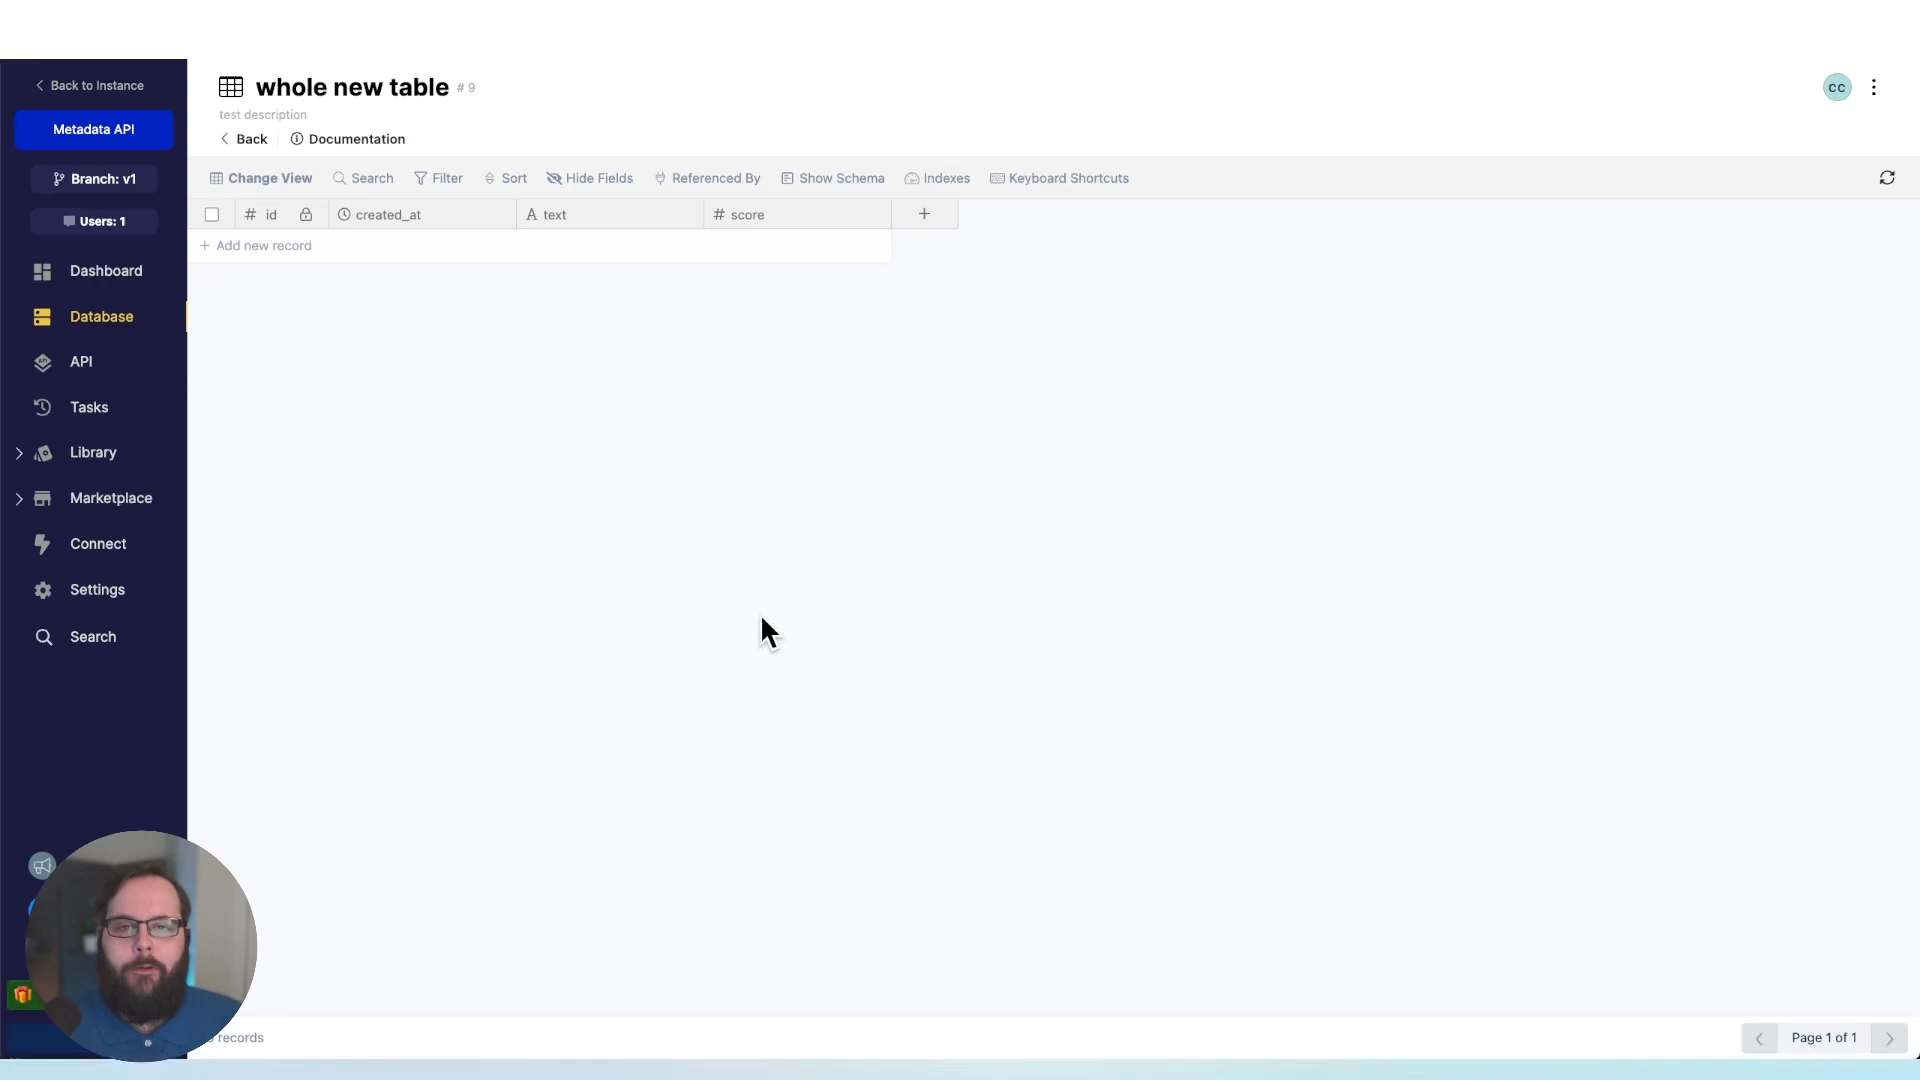 Back to Instance
Metadata API
Branch: v1
Users: 1
Dashboard
Database
API
Tasks
Library
Marketplace
Connect
Settings
Search
whole new table # 9
test description
Back
Documentation
CC
Change View
Search
Filter
Sort
Hide Fields
Referenced By
Show Schema
Indexes
Keyboard Shortcuts
# id
created_at
A text
# score
+
+ Add new record
records
Page 1 of 1